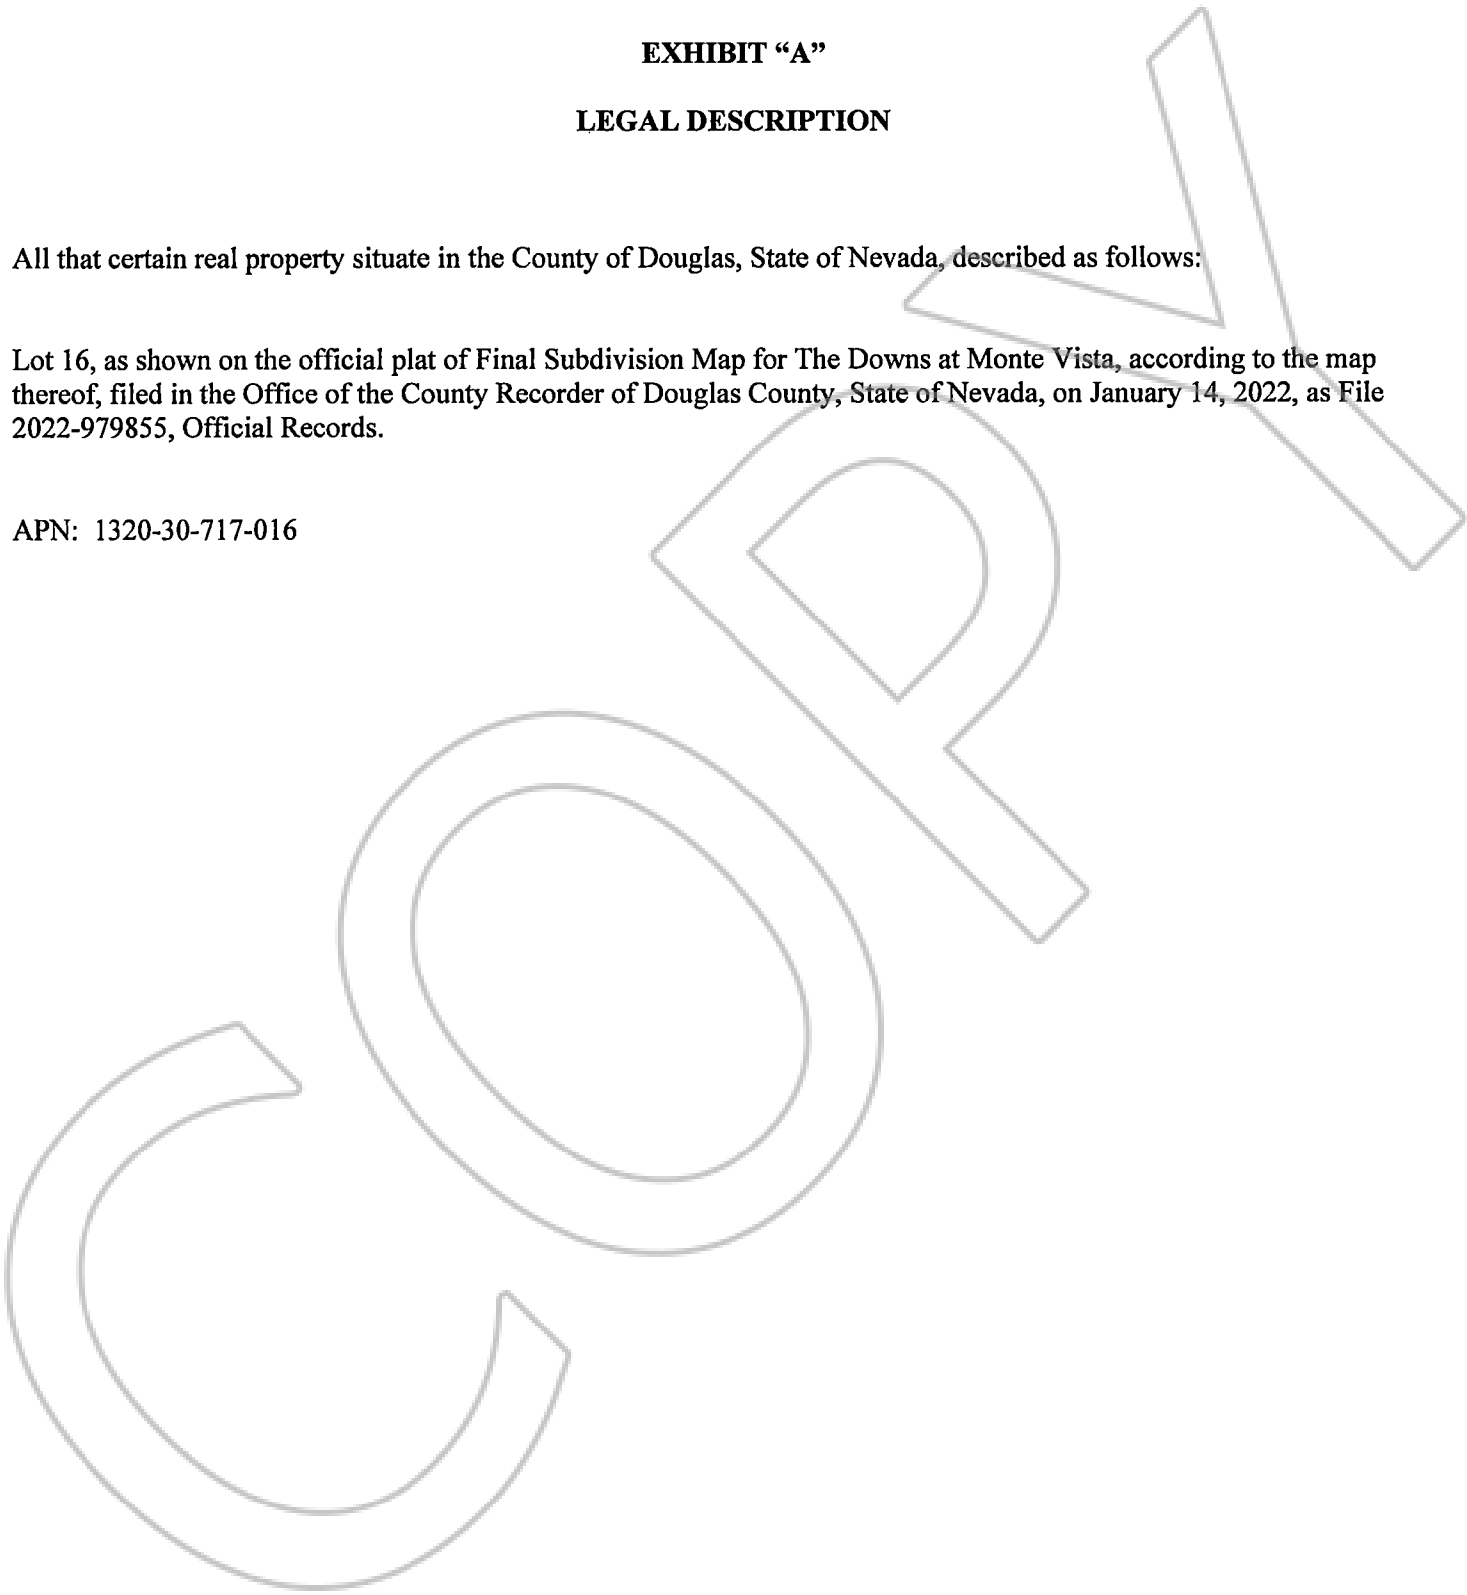 EXHIBIT “A”
LEGAL DESCRIPTION
All that certain real property situate in the County of Douglas, State of Nevada, described as follows:
Lot 16, as shown on the official plat of Final Subdivision Map for The Downs at Monte Vista, according to the map
thereof, filed in the Office of the County Recorder of Douglas County, State of Nevada, on January 14, 2022, as File
2022-979855, Official Records.
APN:  1320-30-717-016
COPY